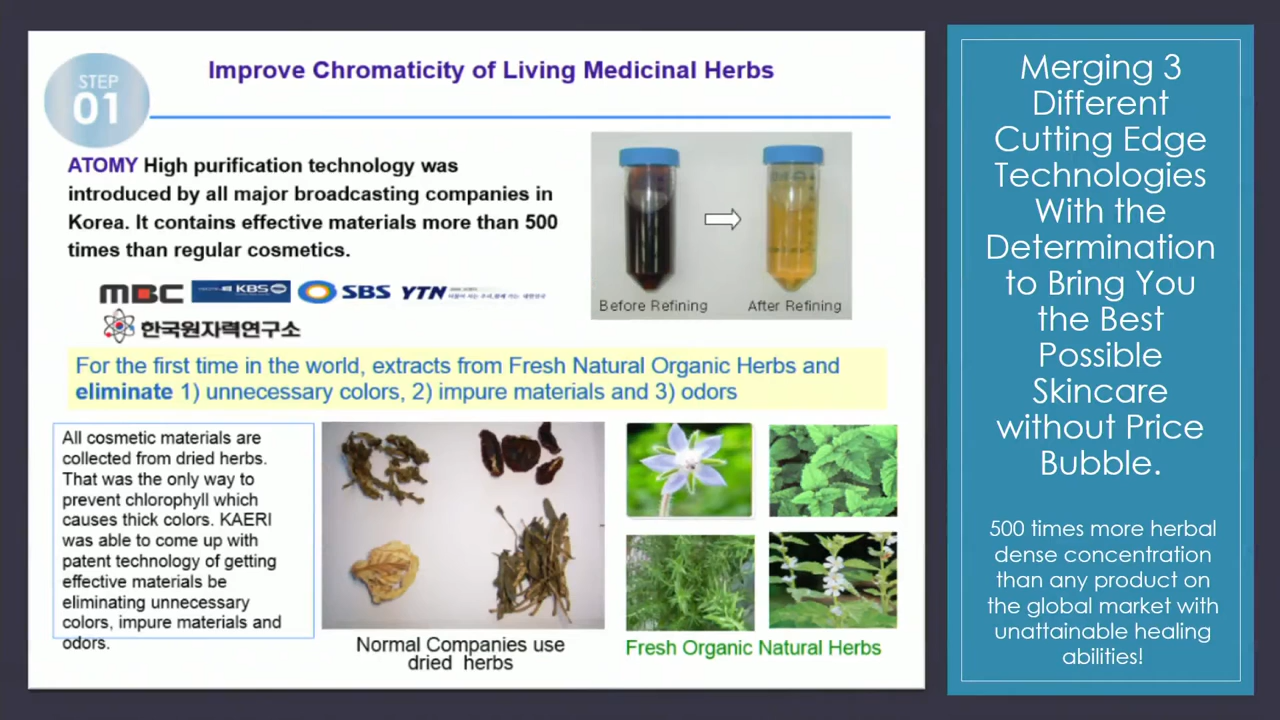 STEP
01
Improve Chromaticity of Living Medicinal Herbs
ATOMY High purification technology was
introduced by all major broadcasting companies in
Korea. It contains effective materials more than 500
times than regular cosmetics.
MBC KBS SBS YTN
한국원자력연구소
Before Refining After Refining
For the first time in the world, extracts from Fresh Natural Organic Herbs and
eliminate 1) unnecessary colors, 2) impure materials and 3) odors
All cosmetic materials are
collected from dried herbs.
That was the only way to
prevent chlorophyll which
causes thick colors. KAERI
was able to come up with
patent technology of getting
effective materials be
eliminating unnecessary
colors, impure materials and
odors.
Normal Companies use
dried herbs
Fresh Organic Natural Herbs
Merging 3
Different
Cutting Edge
Technologies
With the
Determination
to Bring You
the Best
Possible
Skincare
without Price
Bubble.
500 times more herbal
dense concentration
than any product on
the global market with
unattainable healing
abilities!